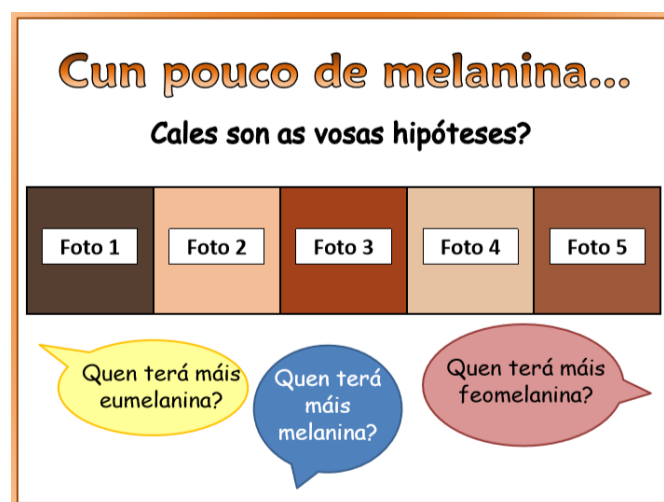 Cun pouco de melanina...
Cales son as vosas hipóteses?
Foto 1
Foto 2
Foto 3
Foto 4
Foto 5
Quen terá máis
eumelanina?
Quen terá
máis
melanina?
Quen terá máis
feomelanina?